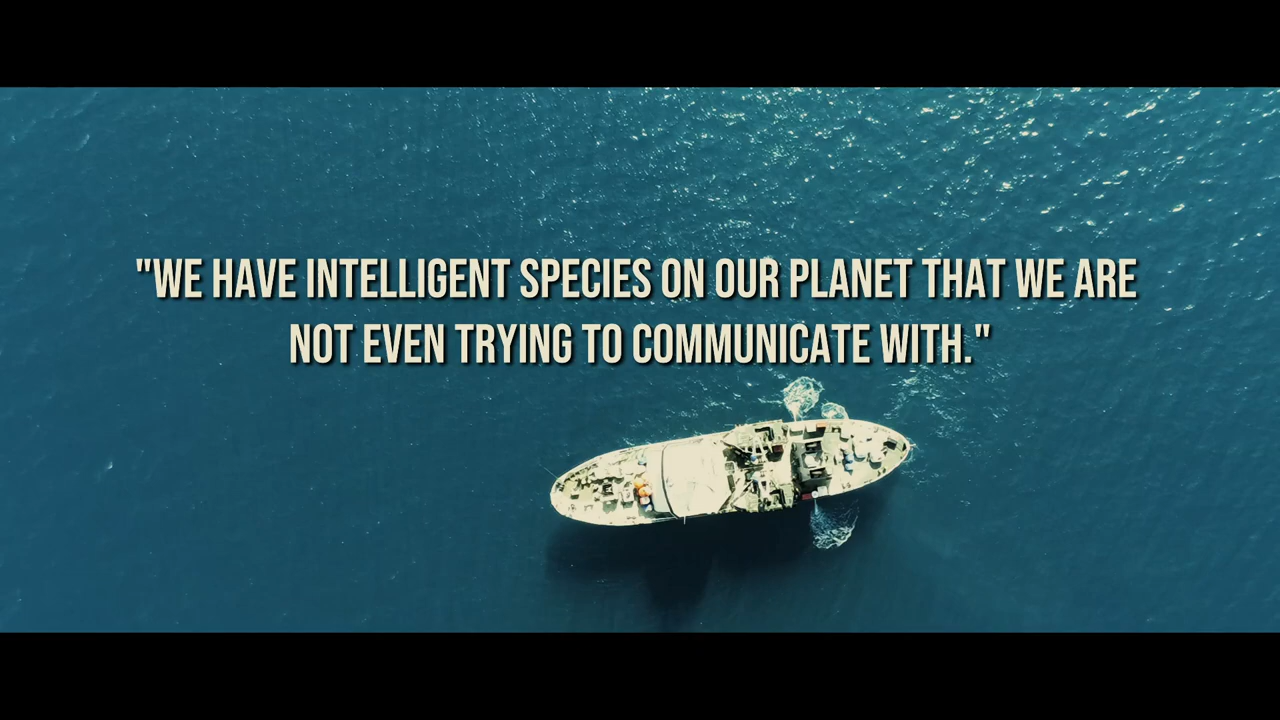 "WE HAVE INTELLIGENT SPECIES ON OUR PLANET THAT WE ARE
NOT EVEN TRYING TO COMMUNICATE WITH."